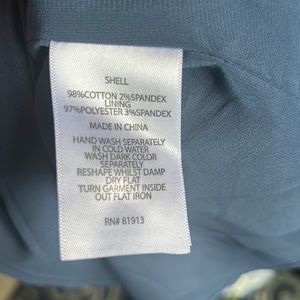 SHELL
98%COTTON 2%SPANDEX
LINING
97%POLYESTER 3%SPANDEX
MADE IN CHINA
HAND WASH SEPARATELY
IN COLD WATER
WASH DARK COLOR
SEPARATELY
RESHAPE WHILST DAMP
DRY FLAT
TURN GARMENT INSIDE
OUT FLAT IRON
RN# 81913